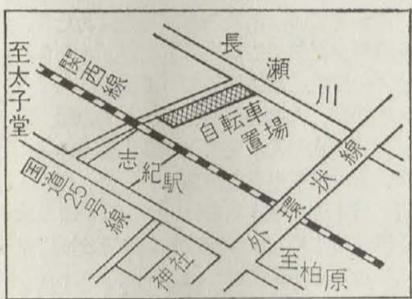 至太子堂
関西線
長瀬川
自転車
置場
志紀駅
国道25号線
外環状線
神社
至柏原